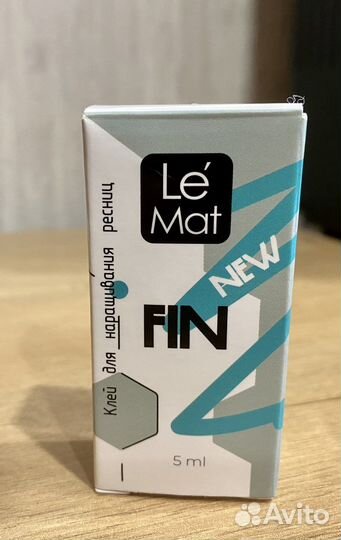 Lé
Mat
NEW
FIN
Клей для наращивания ресниц
5 ml
Avito